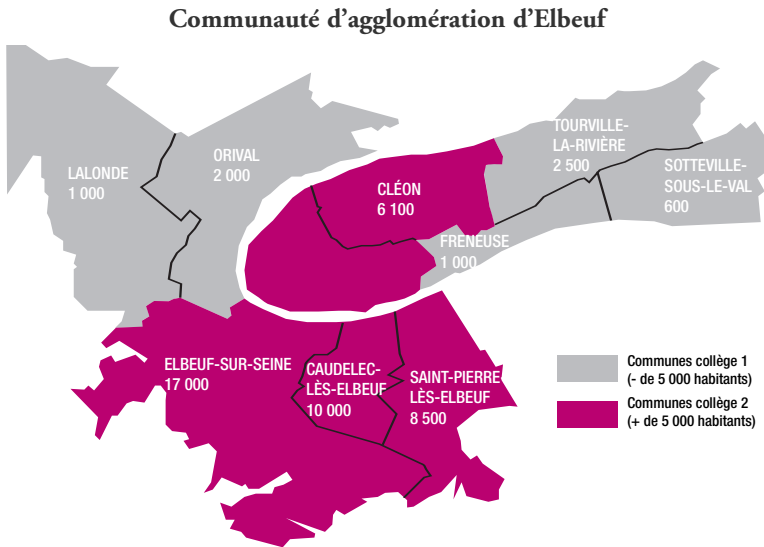 Communauté d'agglomération d'Elbeuf
LALONDE
1 000
ORIVAL
2 000
CLÉON
6 100
TOURVILLE-
LA-RIVIÈRE
2 500
SOTTEVILLE-
SOUS-LE-VAL
600
FRENEUSE
1 000
ELBEUF-SUR-SEINE
17 000
CAUDELEC-
LÈS-ELBEUF
10 000
SAINT-PIERRE
LÈS-ELBEUF
8 500
Communes collège 1
(- de 5 000 habitants)
Communes collège 2
(+ de 5 000 habitants)